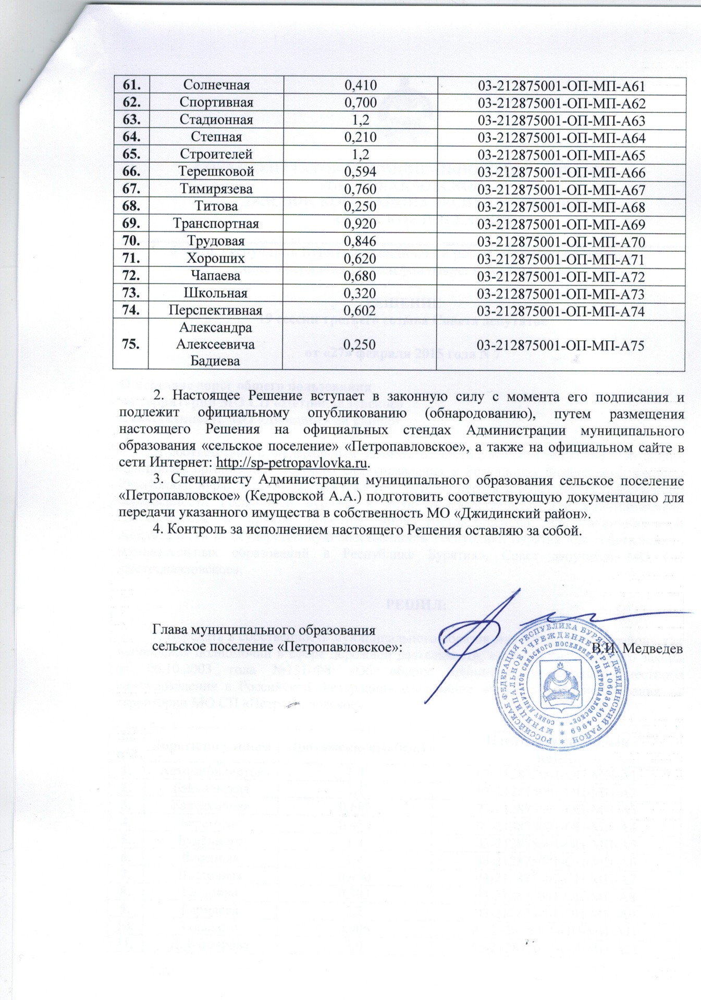 61. Солнечная 0,410 03-212875001-ОП-МП-А61
62. Спортивная 0,700 03-212875001-ОП-МП-А62
63. Стадионная 1,2 03-212875001-ОП-МП-А63
64. Степная 0,210 03-212875001-ОП-МП-А64
65. Строителей 1,2 03-212875001-ОП-МП-А65
66. Терешковой 0,594 03-212875001-ОП-МП-А66
67. Тимирязева 0,760 03-212875001-ОП-МП-А67
68. Титова 0,250 03-212875001-ОП-МП-А68
69. Транспортная 0,920 03-212875001-ОП-МП-А69
70. Трудовая 0,846 03-212875001-ОП-МП-А70
71. Хороших 0,620 03-212875001-ОП-МП-А71
72. Чапаева 0,680 03-212875001-ОП-МП-А72
73. Школьная 0,320 03-212875001-ОП-МП-А73
74. Перспективная 0,602 03-212875001-ОП-МП-А74
Александра
75. Алексеевича 0,250 03-212875001-ОП-МП-А75
Бадиева
2. Настоящее Решение вступает в законную силу с момента его подписания и
подлежит официальному опубликованию (обнародованию), путем размещения
настоящего Решения на официальных стендах Администрации муниципального
образования «сельское поселение» «Петропавловское», а также на официальном сайте в
сети Интернет: http://sp-petropavlovka.ru.
3. Специалисту Администрации муниципального образования сельское поселение
«Петропавловское» (Кедровской А.А.) подготовить соответствующую документацию для
передачи указанного имущества в собственность МО «Джидинский район».
4. Контроль за исполнением настоящего Решения оставляю за собой.
Глава муниципального образования
сельское поселение «Петропавловское»: В.И. Медведев
РОССИЙСКАЯ ФЕДЕРАЦИЯ РЕСПУБЛИКА БУРЯТИЯ ДЖИДИНСКИЙ РАЙОН *
МУНИЦИПАЛЬНОЕ УЧРЕЖДЕНИЕ ОГРН 1060304004969 *
СОВЕТ ДЕПУТАТОВ СЕЛЬСКОГО ПОСЕЛЕНИЯ "ПЕТРОПАВЛОВСКОЕ" *